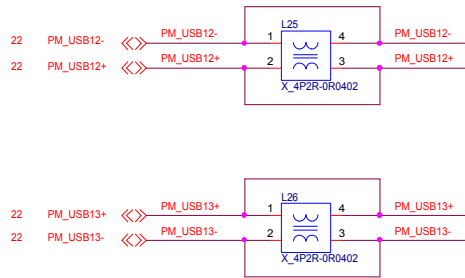 L25
22 PM_USB12- PM_USB12- 1 4 PM_USB12-
22 PM_USB12+ PM_USB12+ 2 3 PM_USB12+
X_4P2R-0R0402
L26
22 PM_USB13+ PM_USB13+ 1 4 PM_USB13+
22 PM_USB13- PM_USB13- 2 3 PM_USB13-
X_4P2R-0R0402